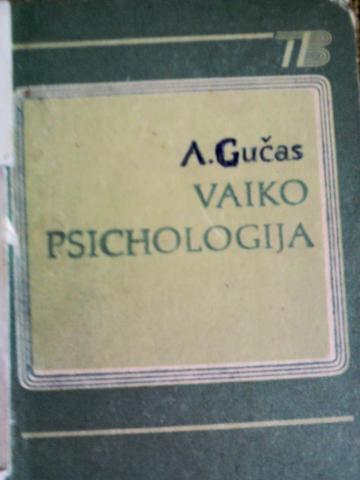 TB
A. Gučas
VAIKO
PSICHOLOGIJA